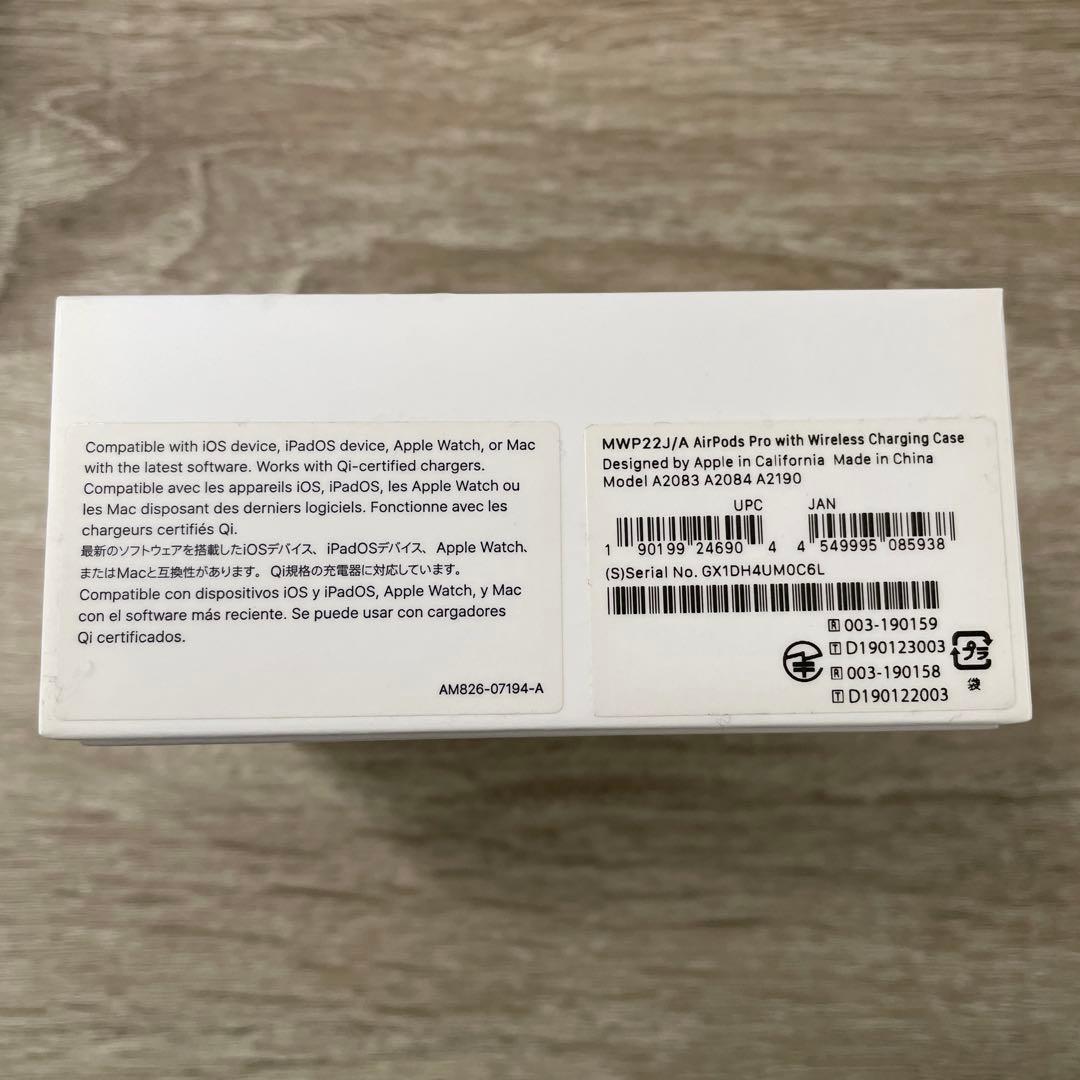 Compatible with iOS device, iPadOS device, Apple Watch, or Mac
with the latest software. Works with Qi-certified chargers.
Compatible avec les appareils iOS, iPadOS, les Apple Watch ou
les Mac disposant des derniers logiciels. Fonctionne avec les
chargeurs certifiés Qi.
最新のソフトウェアを搭載したiOSデバイス、iPadOSデバイス、Apple Watch、
またはMacと互換性があります。Qi規格の充電器に対応しています。
Compatible con dispositivos iOS y iPadOS, Apple Watch, y Mac
con el software más reciente. Se puede usar con cargadores
Qi certificados.
AM826-07194-A
MWP22J/A AirPods Pro with Wireless Charging Case
Designed by Apple in California Made in China
Model A2083 A2084 A2190
UPC JAN
1 90199 24690 4 4 549995 085938
(S)Serial No. GX1DH4UM0C6L
R 003-190159
T D190123003
R 003-190158
T D190122003
プラ
袋